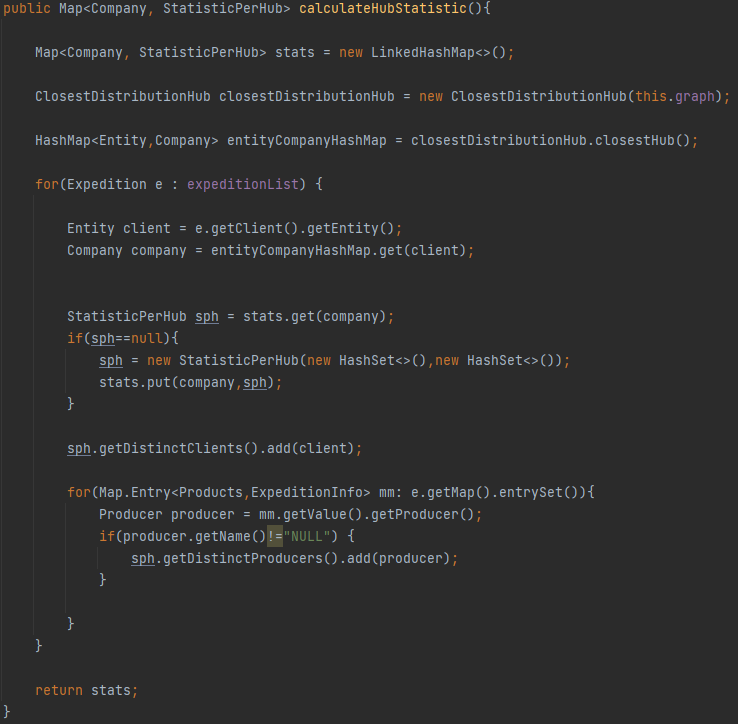 public Map<Company, StatisticPerHub> calculateHubStatistic(){
Map<Company, StatisticPerHub> stats = new LinkedHashMap<>();
ClosestDistributionHub closestDistributionHub = new ClosestDistributionHub(this.graph);
HashMap<Entity,Company> entityCompanyHashMap = closestDistributionHub.closestHub();
for(Expedition e : expeditionList) {
Entity client = e.getClient().getEntity();
Company company = entityCompanyHashMap.get(client);
StatisticPerHub sph = stats.get(company);
if(sph==null){
sph = new StatisticPerHub(new HashSet<>(),new HashSet<>());
stats.put(company,sph);
}
sph.getDistinctClients().add(client);
for(Map.Entry<Products,ExpeditionInfo> mm: e.getMap().entrySet()){
Producer producer = mm.getValue().getProducer();
if(producer.getName()!="NULL") {
sph.getDistinctProducers().add(producer);
}
}
}
return stats;
}